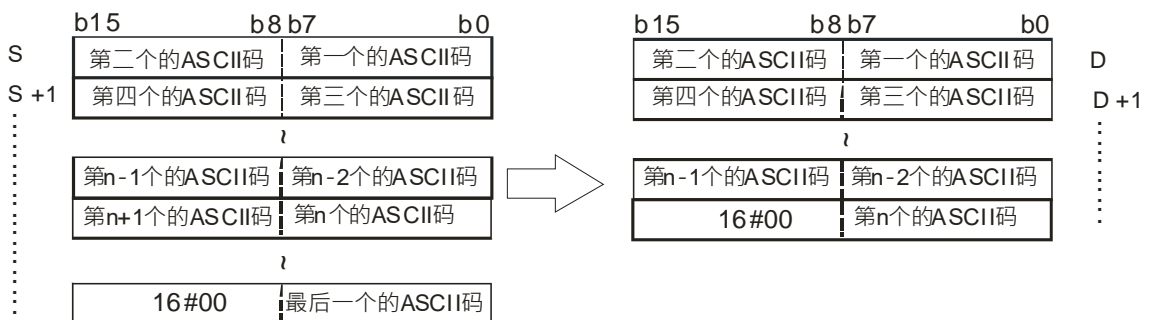 b15 b8 b7 b0 b15 b8 b7 b0
S 第二个的ASCII码 第一个的ASCII码 第二个的ASCII码 第一个的ASCII码 D
S +1 第四个的ASCII码 第三个的ASCII码 第四个的ASCII码 第三个的ASCII码 D +1
~ ~
第n-1个的ASCII码 第n-2个的ASCII码 第n-1个的ASCII码 第n-2个的ASCII码
第n+1个的ASCII码 第n个的ASCII码 16#00 第n个的ASCII码
~
16#00 最后一个的ASCII码